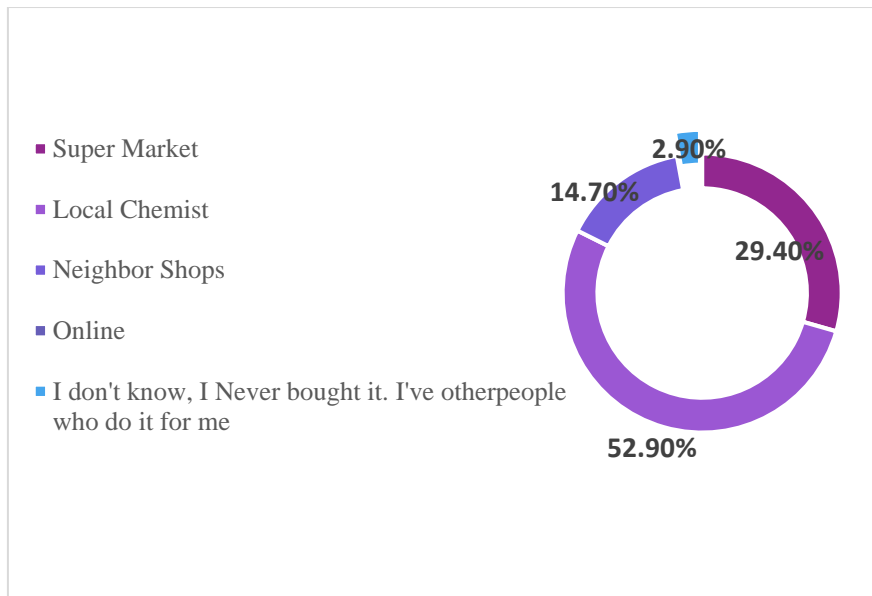 Super Market
Local Chemist
Neighbor Shops
Online
I don't know, I Never bought it. I've otherpeople
who do it for me
2.90%
14.70%
29.40%
52.90%